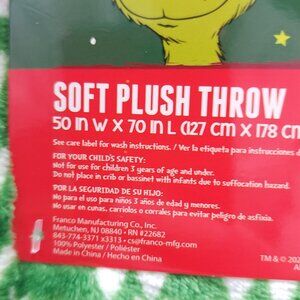 SOFT PLUSH THROW
50 IN W X 70 IN L (127 CM X 178 CM
See care label for wash instructions. / Ver la etiqueta para instrucciones d
FOR YOUR CHILD'S SAFETY:
Not for use for children 3 years of age and under.
Do not place in crib or bassinet with infants due to suffocation hazard.
POR LA SEGURIDAD DE SU HIJO:
No para el uso para niños 3 años de edad y menores.
No usar en cunas, carriolas o corrales para evitar peligro de asfixia.
Franco Manufacturing Co., Inc.
Metuchen, NJ 08840 • RN #22682
843-774-3371 x3313 • cs@franco-mfg.com
100% Polyester / Poliéster
Made in China / Hecho en China
TM & © 202